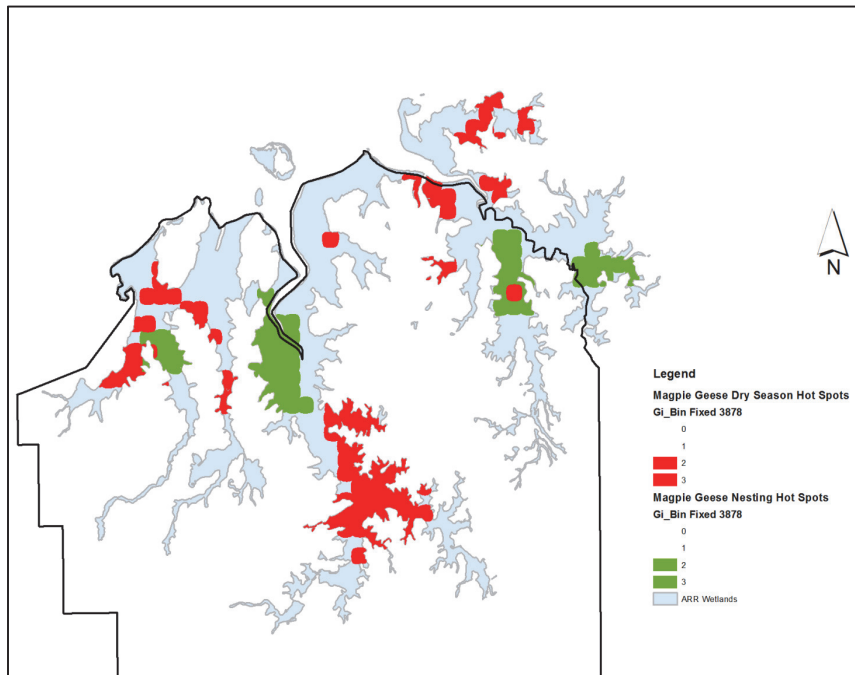 N
Legend
Magpie Geese Dry Season Hot Spots
Gi_Bin Fixed 3878
0
1
2
3
Magpie Geese Nesting Hot Spots
Gi_Bin Fixed 3878
0
1
2
3
ARR Wetlands